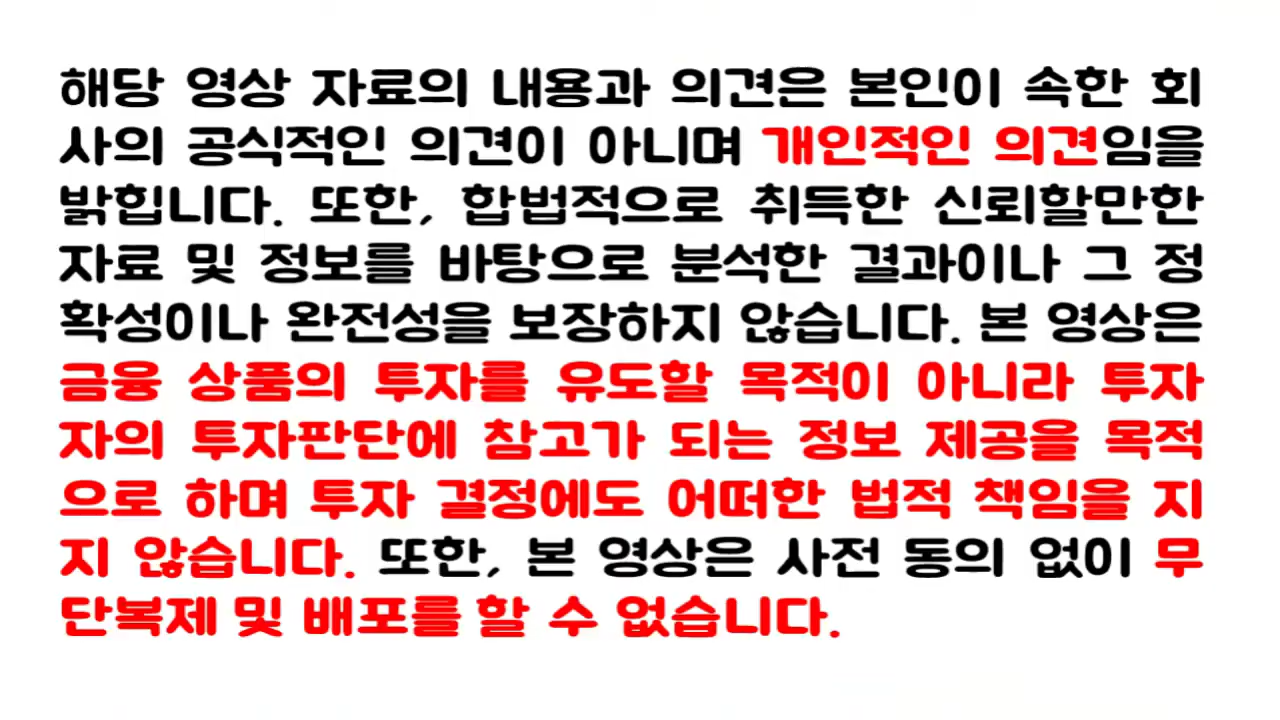 해당 영상 자료의 내용과 의견은 본인이 속한 회
사의 공식적인 의견이 아니며 개인적인 의견임을
밝힙니다. 또한, 합법적으로 취득한 신뢰할만한
자료 및 정보를 바탕으로 분석한 결과이나 그 정
확성이나 완전성을 보장하지 않습니다. 본 영상은
금융 상품의 투자를 유도할 목적이 아니라 투자
자의 투자판단에 참고가 되는 정보 제공을 목적
으로 하며 투자 결정에도 어떠한 법적 책임을 지
지 않습니다. 또한, 본 영상은 사전 동의 없이 무
단복제 및 배포를 할 수 없습니다.